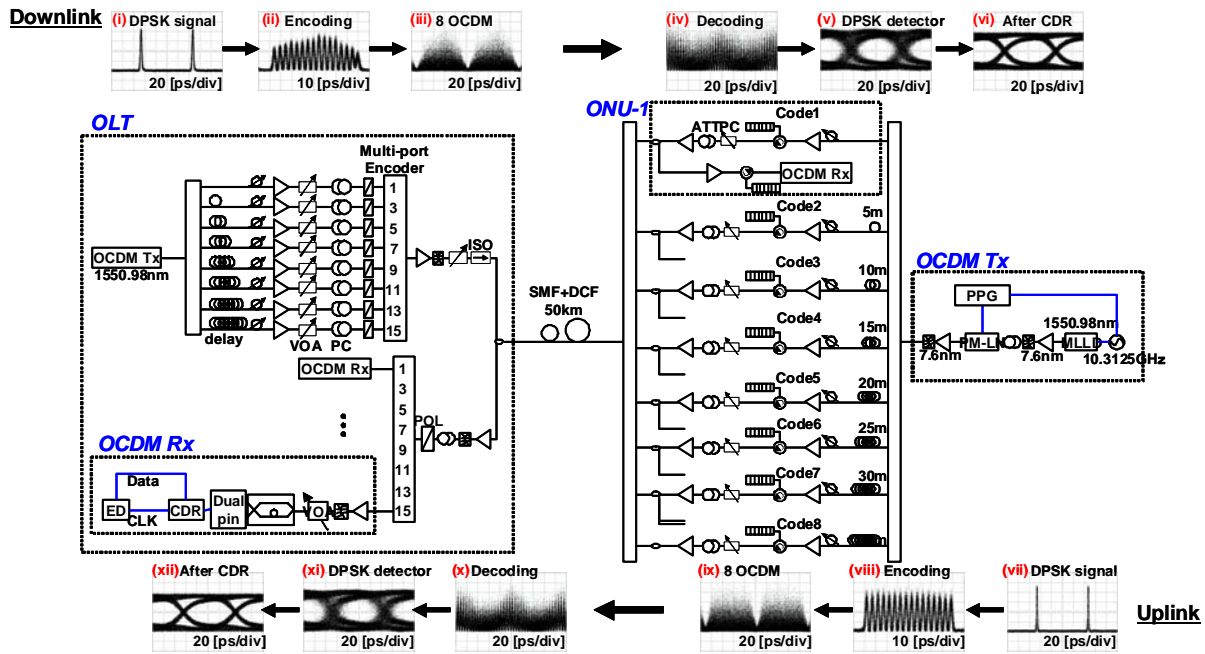 Downlink
(i) DPSK signal
20 [ps/div]
(ii) Encoding
10 [ps/div]
(iii) 8 OCDM
20 [ps/div]
(iv) Decoding
20 [ps/div]
(v) DPSK detector
20 [ps/div]
(vi) After CDR
20 [ps/div]
OLT
Multi-port
Encoder
1
3
5
7
9
11
13
15
OCDM Tx
1550.98nm
delay
VOA PC
ISO
SMF+DCF
50km
OCDM Rx
1
3
5
7
9
11
13
15
POL
OCDM Rx
Data
ED
CLK
CDR
Dual
pin
VOA
ONU-1
Code1
ATT PC
OCDM Rx
Code2
5m
Code3
10m
Code4
15m
Code5
20m
Code6
25m
Code7
30m
Code8
OCDM Tx
PPG
1550.98nm
7.6nm
PM-LN
7.6nm
MLLD
10.3125GHz
(xii) After CDR
20 [ps/div]
(xi) DPSK detector
20 [ps/div]
(x) Decoding
20 [ps/div]
(ix) 8 OCDM
20 [ps/div]
(viii) Encoding
10 [ps/div]
(vii) DPSK signal
20 [ps/div]
Uplink